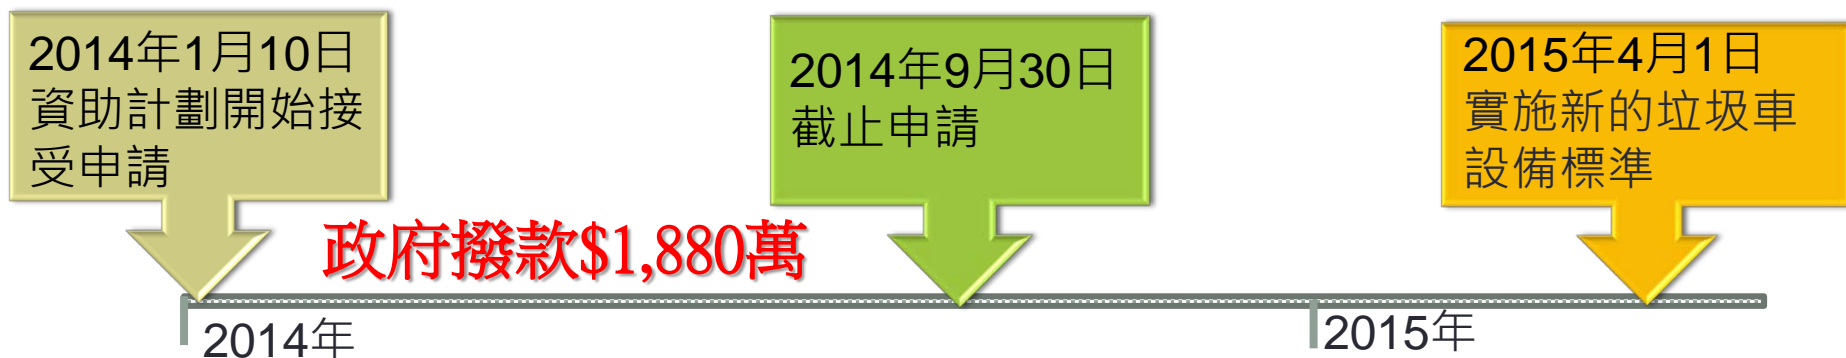 2014年1月10日
資助計劃開始接
受申請
2014年9月30日
截止申請
2015年4月1日
實施新的垃圾車
設備標準
政府撥款$1,880萬
2014年
2015年